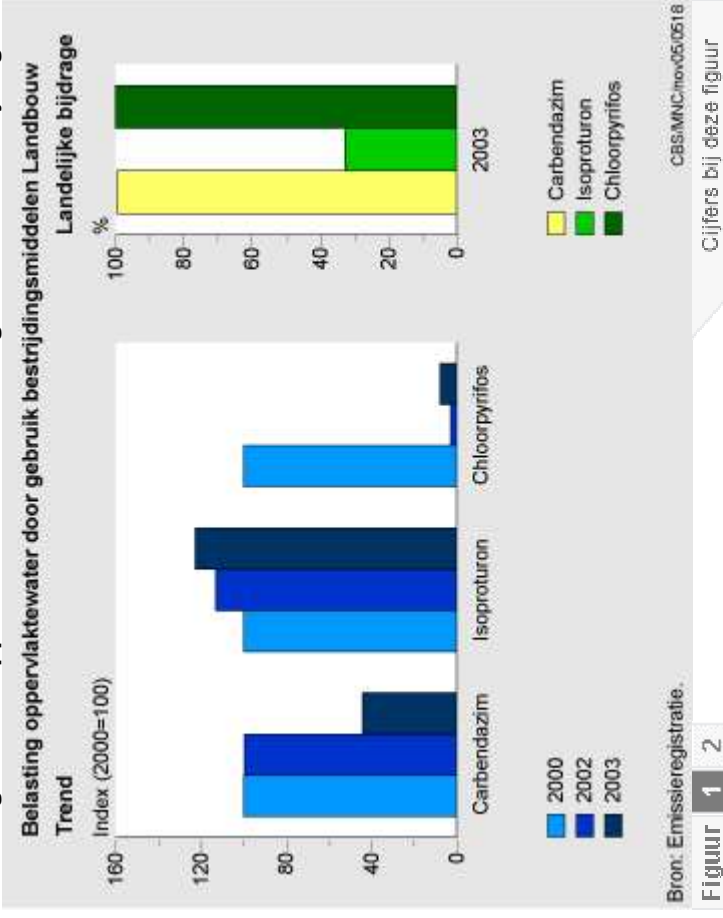 Belasting oppervlaktewater door gebruik bestrijdingsmiddelen Landbouw
Trend
Index (2000=100)
160
120
80
40
0
Carbendazim
Isoproturon
Chloorpyrifos
2000
2002
2003
Landelijke bijdrage
%
100
80
60
40
20
0
2003
Carbendazim
Isoproturon
Chloorpyrifos
Bron: Emissieregistratie.
CBS/MNC/nov05/0518
Figuur 1 2
Cijfers bij deze figuur